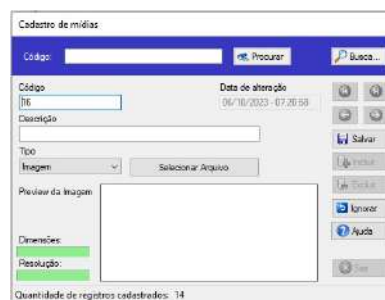 Cadastro de mídias
Código: Procurar Busca...
Código Data de alteração
16 06/10/2023 - 07:20:58
Descrição
Salvar
Tipo Incluir
Imagem Selecionar Arquivo Excluir
Preview da Imagem Ignorar
Ajuda
Dimensões:
Resolução: Sair
Quantidade de registros cadastrados: 14